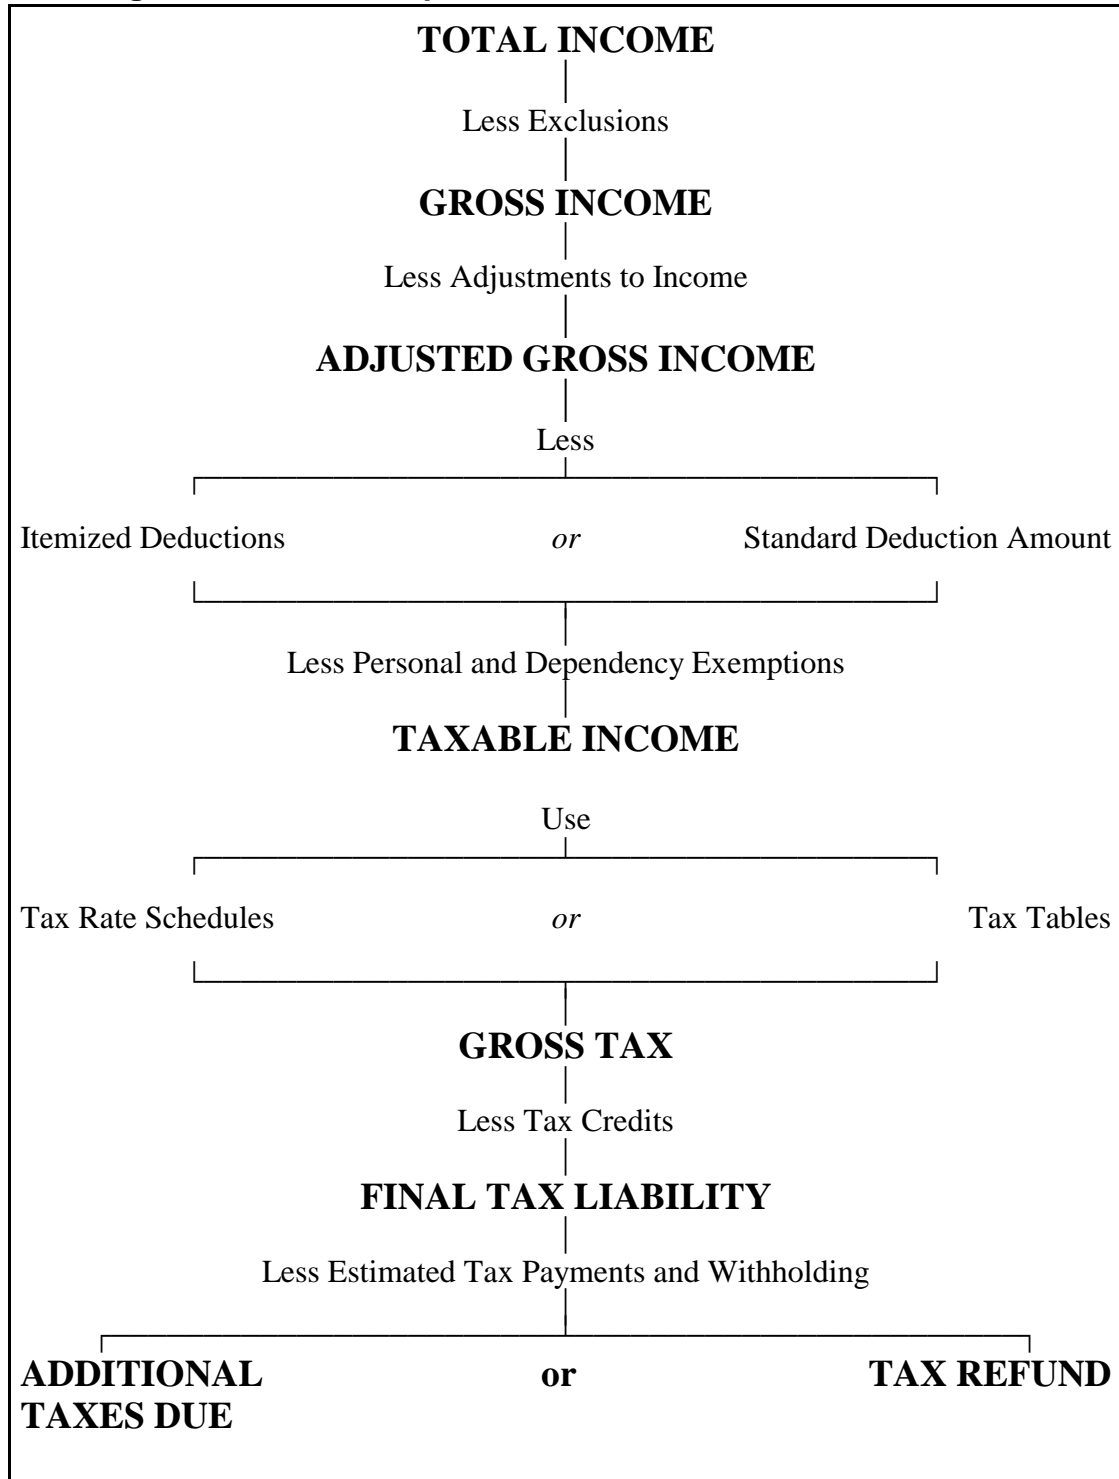 TOTAL INCOME
Less Exclusions
GROSS INCOME
Less Adjustments to Income
ADJUSTED GROSS INCOME
Less
Itemized Deductions or Standard Deduction Amount
Less Personal and Dependency Exemptions
TAXABLE INCOME
Use
Tax Rate Schedules or Tax Tables
GROSS TAX
Less Tax Credits
FINAL TAX LIABILITY
Less Estimated Tax Payments and Withholding
ADDITIONAL or TAX REFUND
TAXES DUE